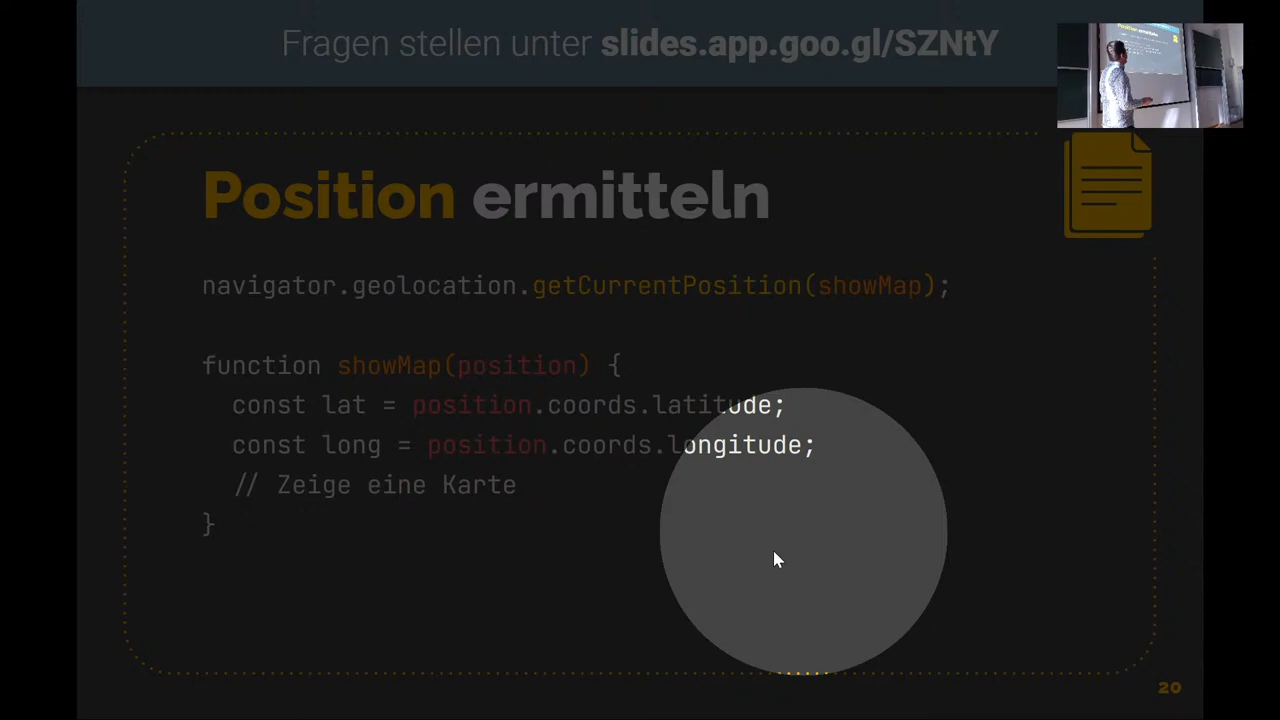 Fragen stellen unter slides.app.goo.gl/SZNtY
Position ermitteln
navigator.geolocation.getCurrentPosition(showMap);
function showMap(position) {
  const lat = position.coords.latitude;
  const long = position.coords.longitude;
  // Zeige eine Karte
}
20